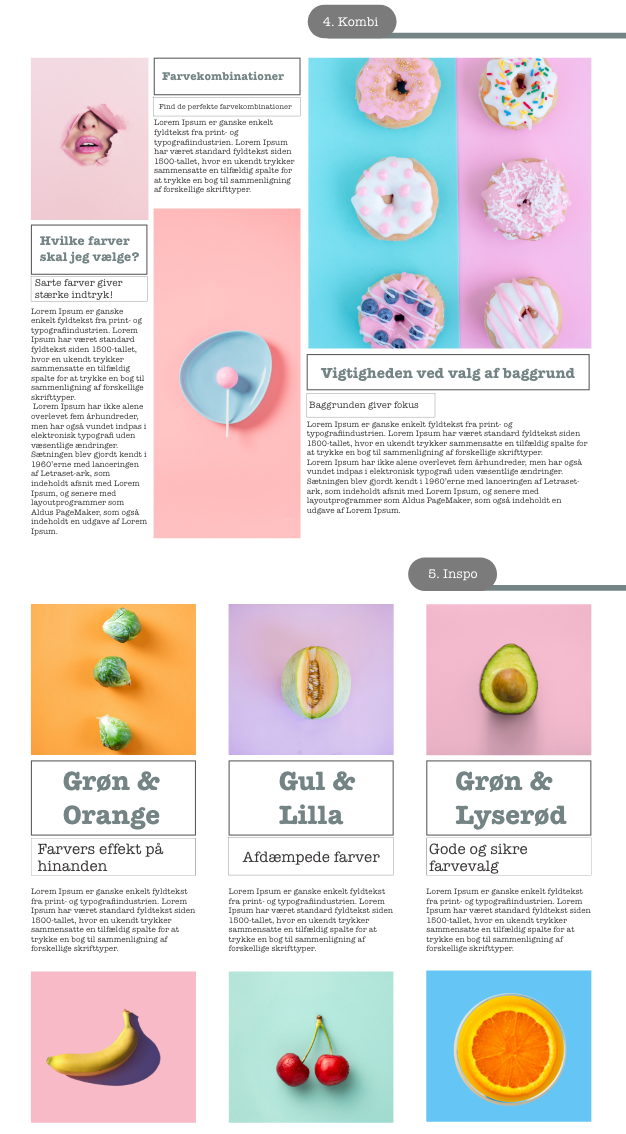 4. Kombi
Farvekombinationer
Find de perfekte farvekombinationer
Lorem Ipsum er ganske enkelt
fyldtekst fra print- og
typografiindustrien. Lorem Ipsum
har været standard fyldtekst siden
1500-tallet, hvor en ukendt trykker
sammensatte en tilfældig spalte for
at trykke en bog til sammenligning
af forskellige skrifttyper.
Hvilke farver
skal jeg vælge?
Sarte farver giver
stærke indtryk!
Lorem Ipsum er ganske
enkelt fyldtekst fra print- og
typografiindustrien. Lorem
Ipsum har været standard
fyldtekst siden 1500-tallet,
hvor en ukendt trykker
sammensatte en tilfældig
spalte for at trykke en bog til
sammenligning af forskellige
skrifttyper.
Lorem Ipsum har ikke alene
overlevet fem århundreder,
men har også vundet indpas i
elektronisk typografi uden
væsentlige ændringer.
Sætningen blev gjordt kendt i
1960'erne med lanceringen
af Letraset-ark, som
indeholdt afsnit med Lorem
Ipsum, og senere med
layoutprogrammer som
Aldus PageMaker, som også
indeholdt en udgave af Lorem
Ipsum.
Vigtigheden ved valg af baggrund
Baggrunden giver fokus
Lorem Ipsum er ganske enkelt fyldtekst fra print- og
typografiindustrien. Lorem Ipsum har været standard fyldtekst siden
1500-tallet, hvor en ukendt trykker sammensatte en tilfældig spalte for
at trykke en bog til sammenligning af forskellige skrifttyper.
Lorem Ipsum har ikke alene overlevet fem århundreder, men har også
vundet indpas i elektronisk typografi uden væsentlige ændringer.
Sætningen blev gjordt kendt i 1960'erne med lanceringen af Letraset-
ark, som indeholdt afsnit med Lorem Ipsum, og senere med
layoutprogrammer som Aldus PageMaker, som også indeholdt en
udgave af Lorem Ipsum.
5. Inspo
Grøn &
Orange
Farvers effekt på
hinanden
Lorem Ipsum er ganske enkelt fyldtekst
fra print- og typografiindustrien. Lorem
Ipsum har været standard fyldtekst siden
1500-tallet, hvor en ukendt trykker
sammensatte en tilfældig spalte for at
trykke en bog til sammenligning af
forskellige skrifttyper.
Gul &
Lilla
Afdæmpede farver
Lorem Ipsum er ganske enkelt fyldtekst
fra print- og typografiindustrien. Lorem
Ipsum har været standard fyldtekst siden
1500-tallet, hvor en ukendt trykker
sammensatte en tilfældig spalte for at
trykke en bog til sammenligning af
forskellige skrifttyper.
Grøn &
Lyserød
Gode og sikre
farvevalg
Lorem Ipsum er ganske enkelt fyldtekst
fra print- og typografiindustrien. Lorem
Ipsum har været standard fyldtekst siden
1500-tallet, hvor en ukendt trykker
sammensatte en tilfældig spalte for at
trykke en bog til sammenligning af
forskellige skrifttyper.